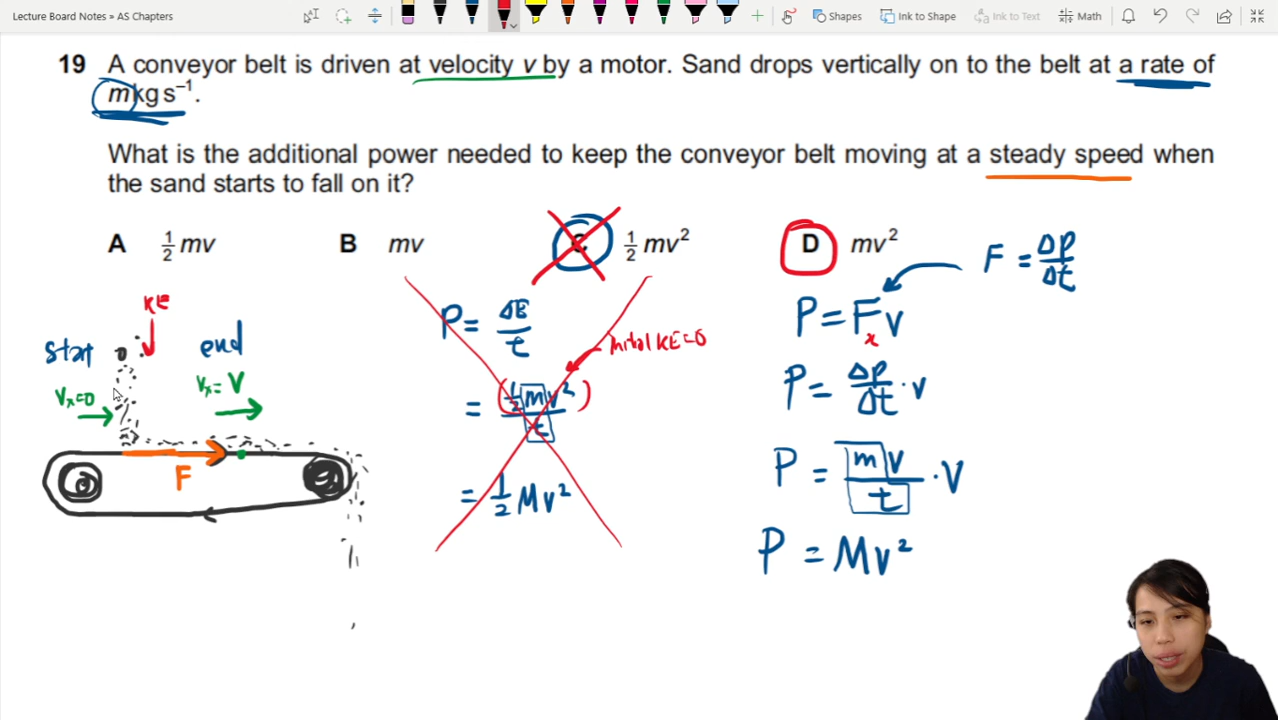 Lecture Board Notes » AS Chapters
Shapes
Ink to Shape
Ink to Text
Math
19 A conveyor belt is driven at velocity v by a motor. Sand drops vertically on to the belt at a rate of
m kg s⁻¹.
What is the additional power needed to keep the conveyor belt moving at a steady speed when
the sand starts to fall on it?
A ½mv B mv C ½mv² D mv²
F = Δp/Δt
KE
start
end
Vx=0
Vx= V
F
P = ΔE/t
initial KE=0
= (½mv²)/t
= ½Mv²
P = Fv
x
P = Δp/Δt · v
P = mv/t · V
P = Mv²